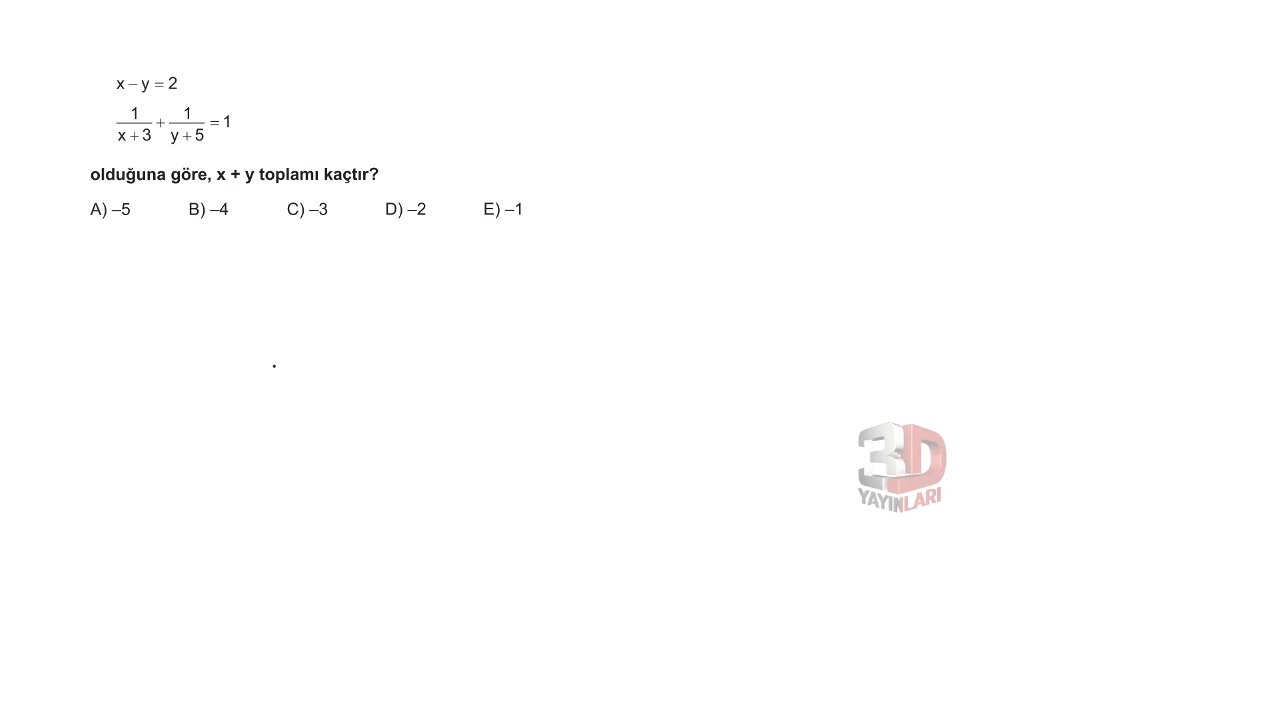 x − y = 2
1/(x + 3) + 1/(y + 5) = 1
olduğuna göre, x + y toplamı kaçtır?
A) –5 B) –4 C) –3 D) –2 E) –1
3D
YAYINLARI